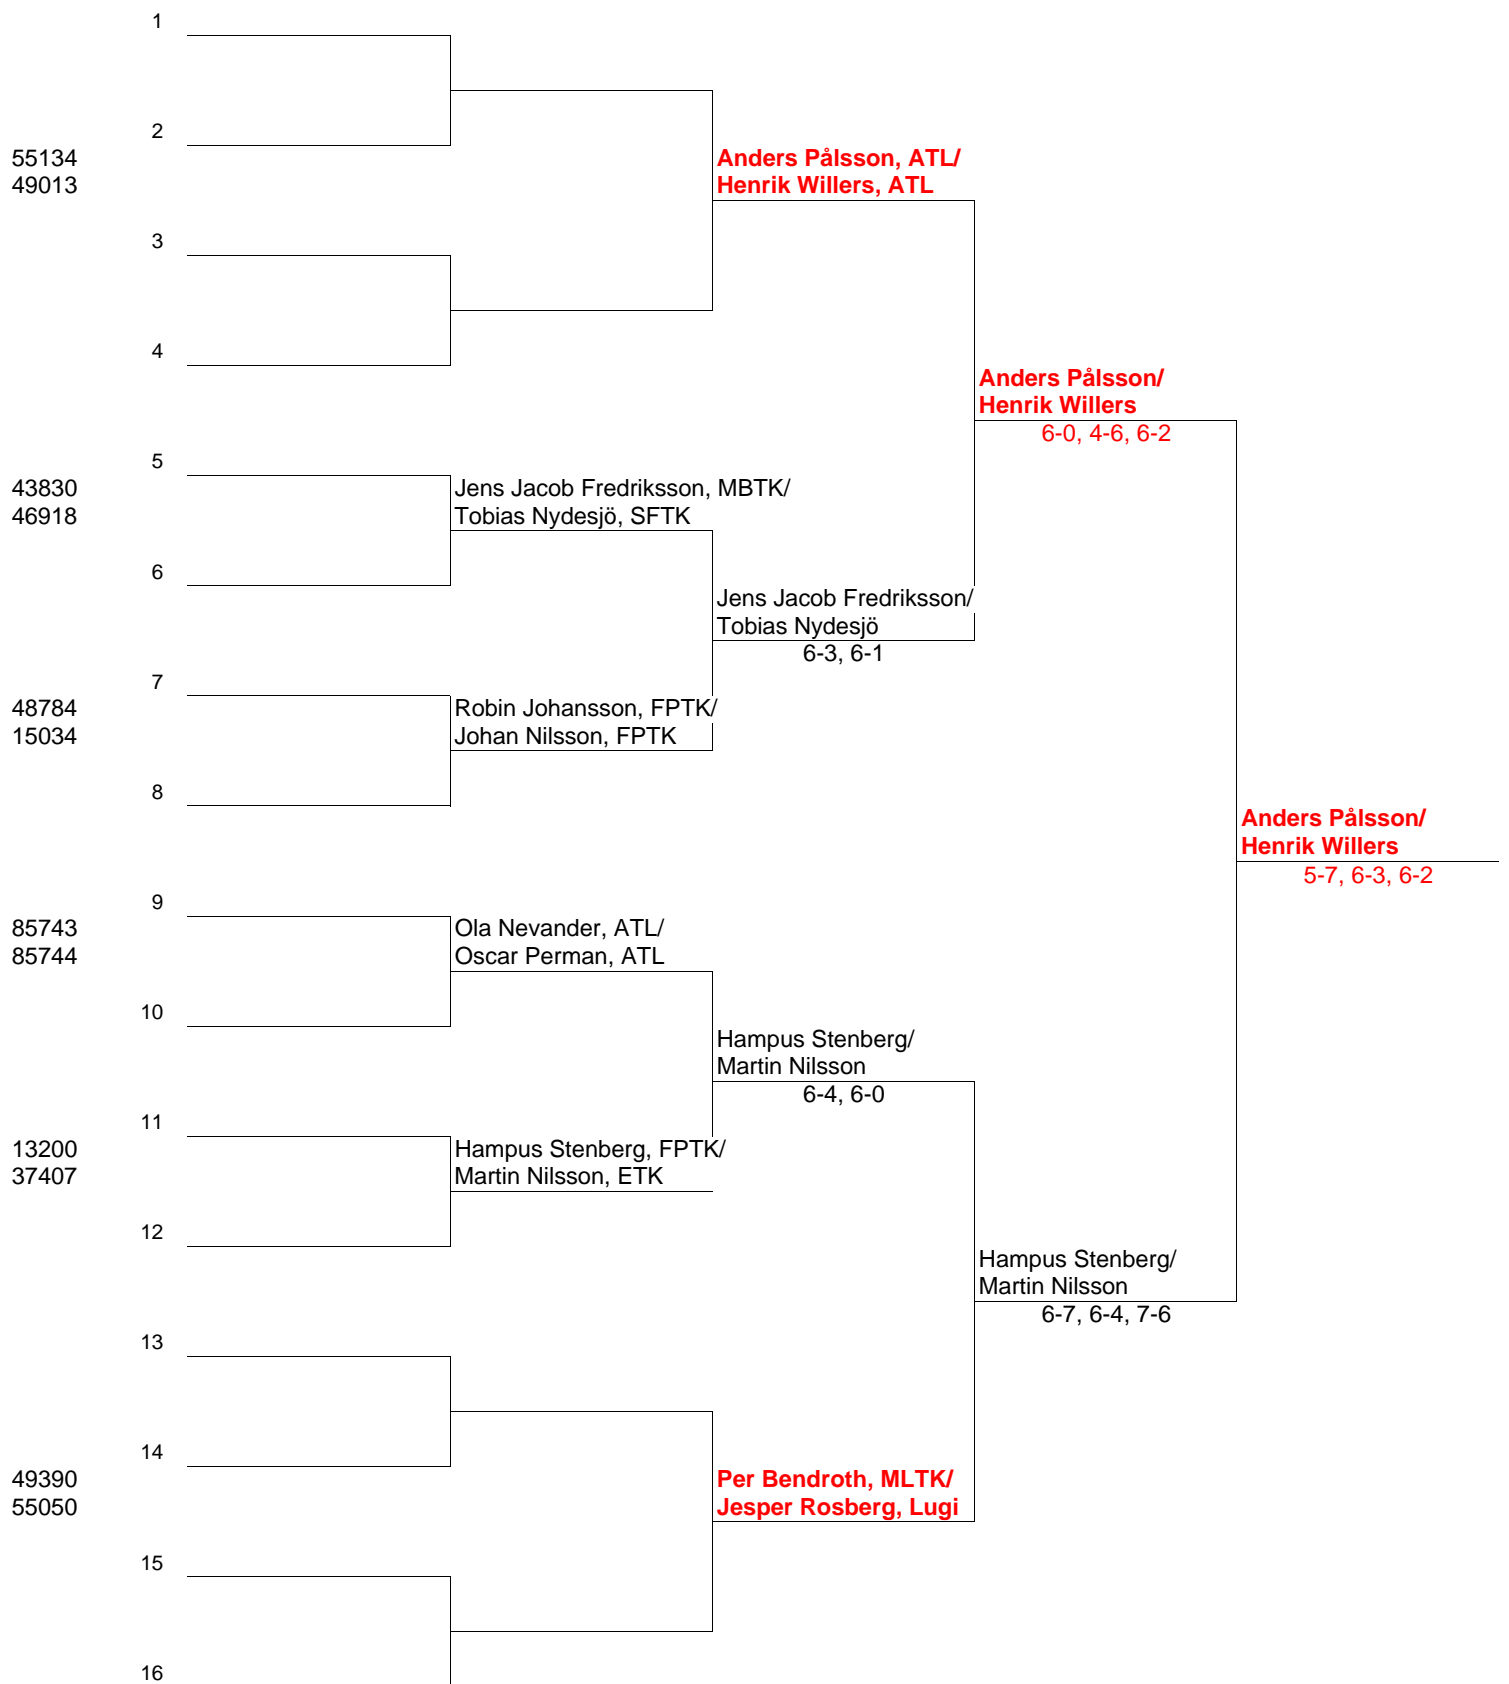 1
2
55134
49013
Anders Pålsson, ATL/
Henrik Willers, ATL
3
4
Anders Pålsson/
Henrik Willers
6-0, 4-6, 6-2
5
43830
46918
Jens Jacob Fredriksson, MBTK/
Tobias Nydesjö, SFTK
6
Jens Jacob Fredriksson/
Tobias Nydesjö
6-3, 6-1
7
48784
15034
Robin Johansson, FPTK/
Johan Nilsson, FPTK
8
Anders Pålsson/
Henrik Willers
5-7, 6-3, 6-2
9
85743
85744
Ola Nevander, ATL/
Oscar Perman, ATL
10
Hampus Stenberg/
Martin Nilsson
6-4, 6-0
11
13200
37407
Hampus Stenberg, FPTK/
Martin Nilsson, ETK
12
Hampus Stenberg/
Martin Nilsson
6-7, 6-4, 7-6
13
14
49390
55050
Per Bendroth, MLTK/
Jesper Rosberg, Lugi
15
16